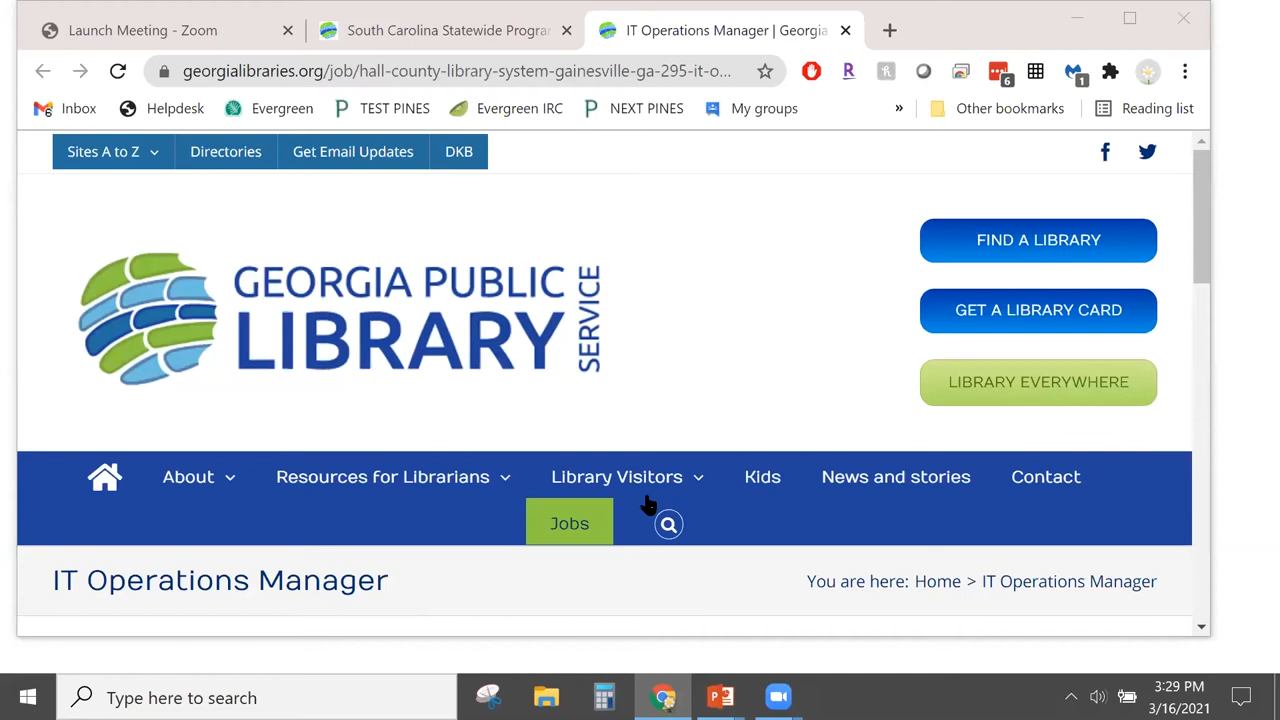 Launch Meeting - Zoom
South Carolina Statewide Progra
IT Operations Manager | Georgia
georgialibraries.org/job/hall-county-library-system-gainesville-ga-295-it-o...
R
6
1
Inbox
Helpdesk
Evergreen
P TEST PINES
Evergreen IRC
P NEXT PINES
My groups
»
Other bookmarks
Reading list
Sites A to Z
Directories
Get Email Updates
DKB
GEORGIA PUBLIC
LIBRARY
SERVICE
FIND A LIBRARY
GET A LIBRARY CARD
LIBRARY EVERYWHERE
About
Resources for Librarians
Library Visitors
Kids
News and stories
Contact
Jobs
IT Operations Manager
You are here: Home > IT Operations Manager
Type here to search
3:29 PM
3/16/2021